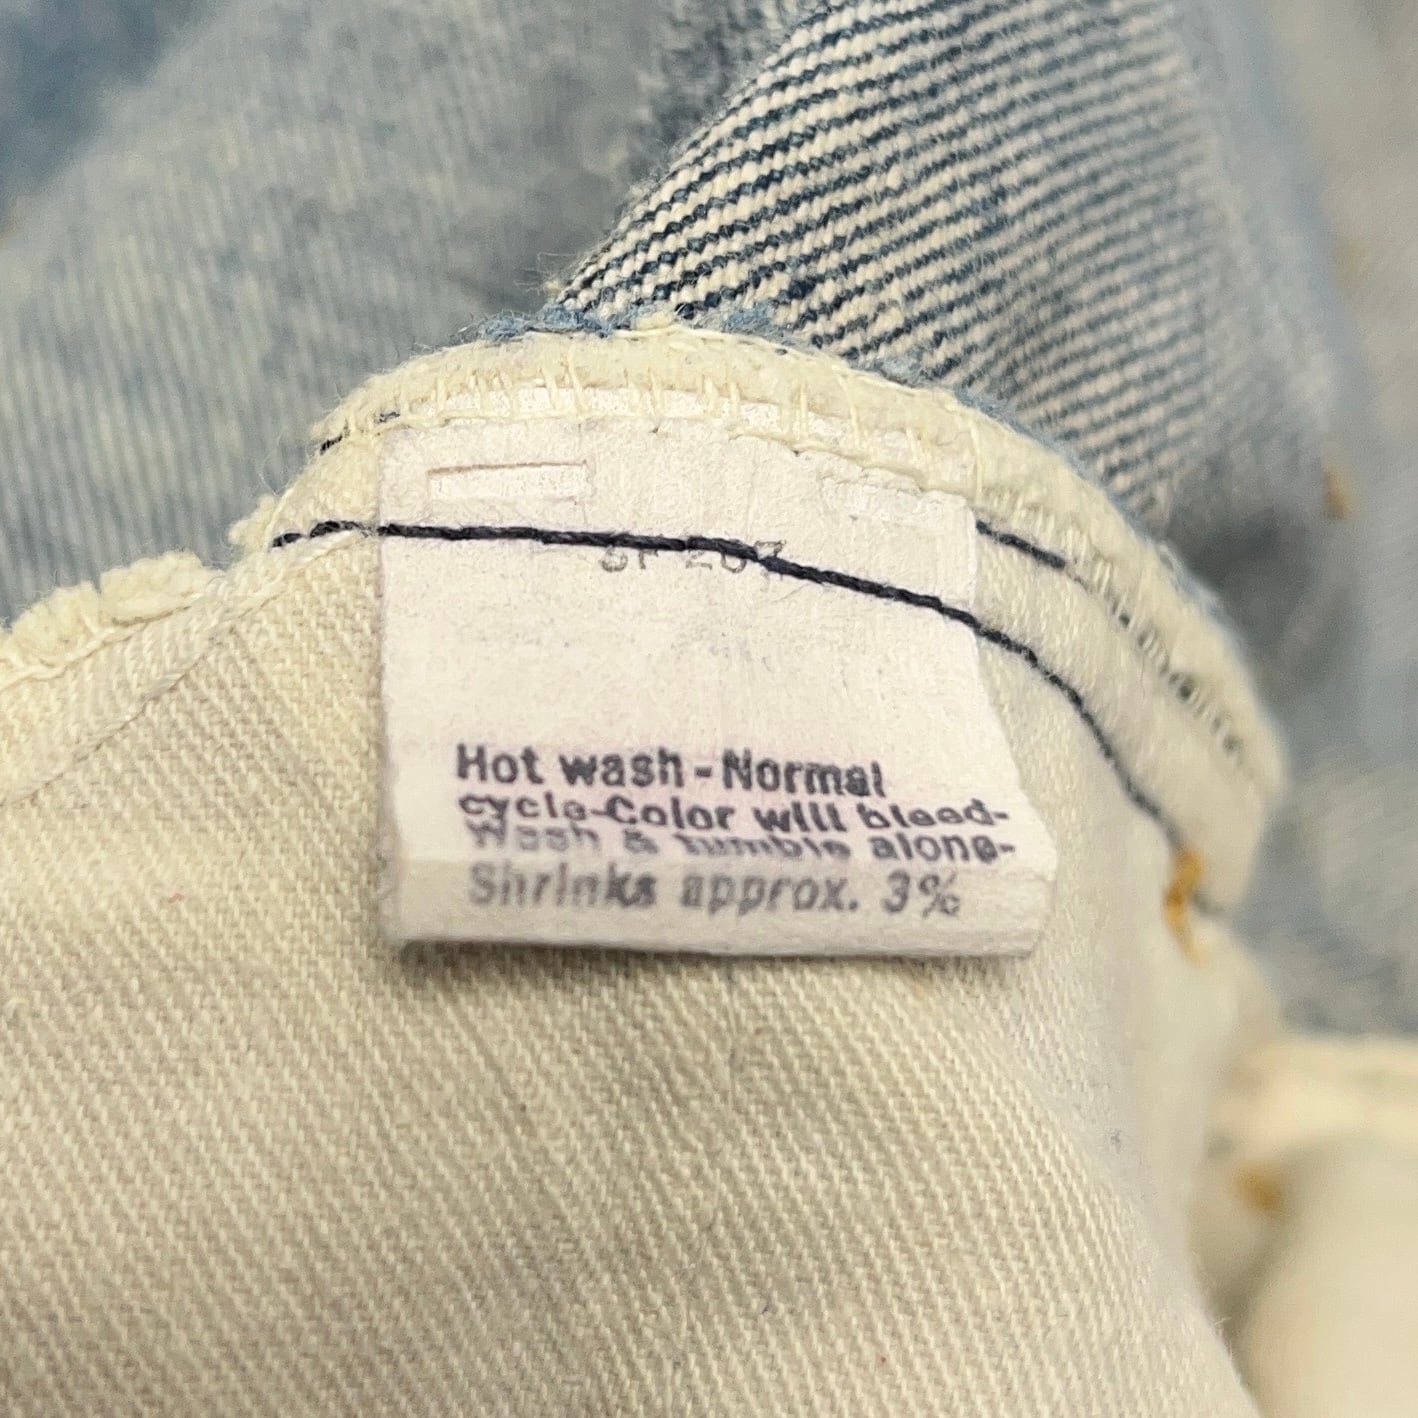 Hot wash-Normal
cycle-Color will bleed-
Wash & tumble alone-
Shrinks approx. 3%